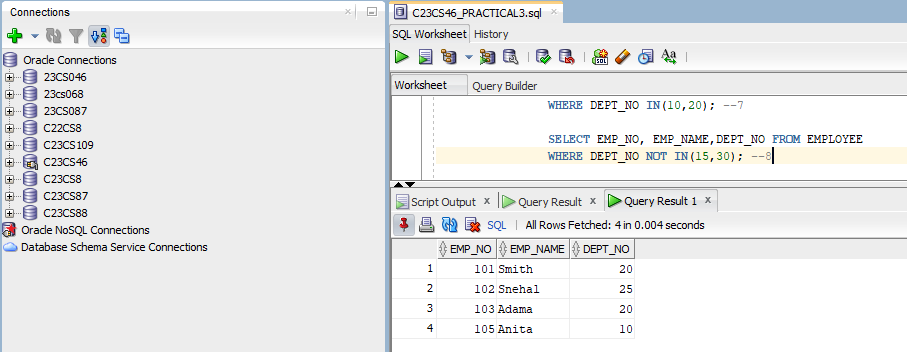 Connections
Oracle Connections
23CS046
23cs068
23CS087
C22CS8
C23CS109
C23CS46
C23CS8
C23CS87
C23CS88
Oracle NoSQL Connections
Database Schema Service Connections
C23CS46_PRACTICAL3.sql
SQL Worksheet History
Worksheet Query Builder
WHERE DEPT_NO IN(10,20); --7
SELECT EMP_NO, EMP_NAME,DEPT_NO FROM EMPLOYEE
WHERE DEPT_NO NOT IN(15,30); --8
Script Output x Query Result x Query Result 1 x
SQL All Rows Fetched: 4 in 0.004 seconds
EMP_NO EMP_NAME DEPT_NO
1 101 Smith 20
2 102 Snehal 25
3 103 Adama 20
4 105 Anita 10